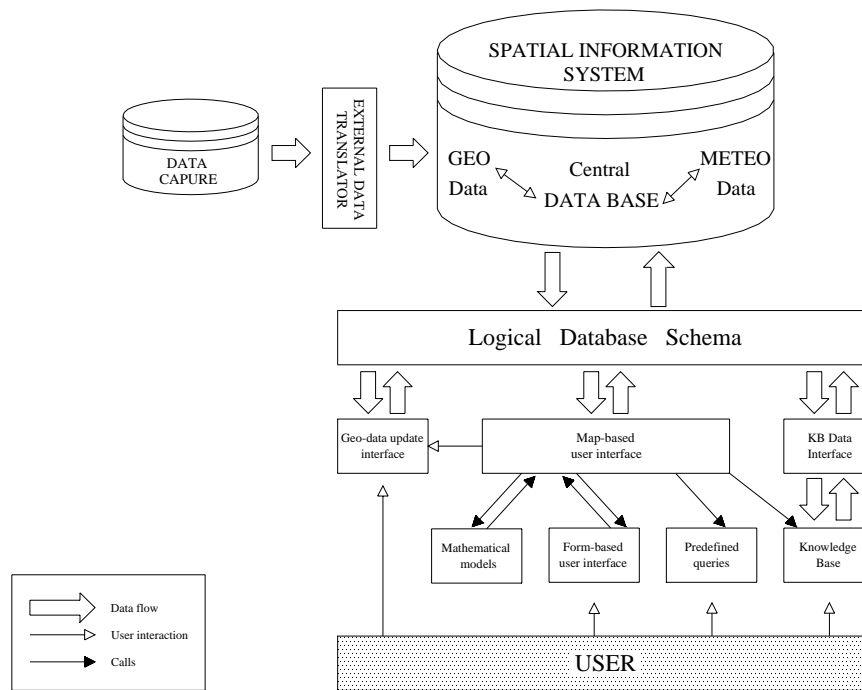 SPATIAL INFORMATION
SYSTEM
EXTERNAL DATA
TRANSLATOR
DATA
CAPURE
GEO
Data
Central
DATA BASE
METEO
Data
Logical Database Schema
Geo-data update
interface
Map-based
user interface
KB Data
Interface
Mathematical
models
Form-based
user interface
Predefined
queries
Knowledge
Base
Data flow
User interaction
Calls
USER